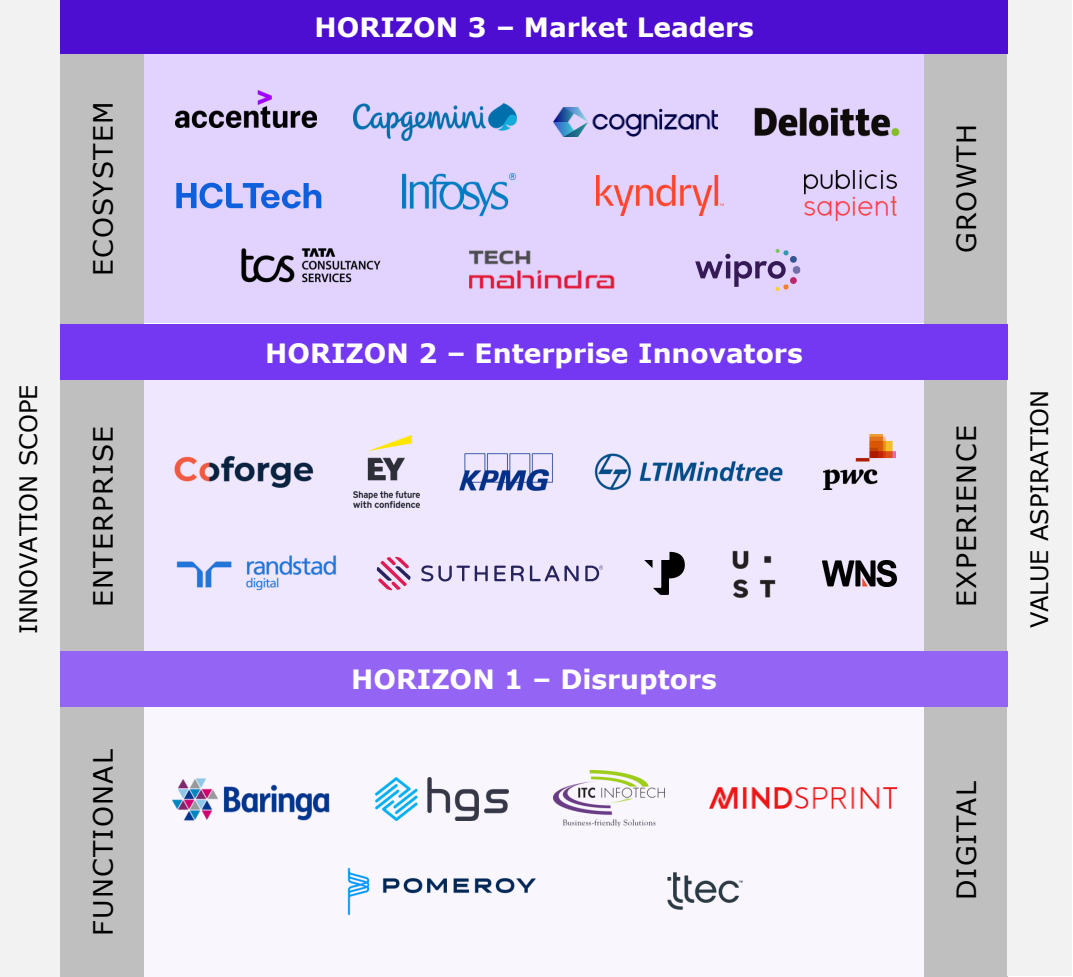 HORIZON 3 – Market Leaders
ECOSYSTEM
accenture
Capgemini
cognizant
Deloitte.
GROWTH
HCLTech
Infosys®
kyndryl
publicis
sapient
tcs TATA
CONSULTANCY
SERVICES
TECH
mahindra
wipro
HORIZON 2 – Enterprise Innovators
INNOVATION SCOPE
ENTERPRISE
Coforge
EY
Shape the future
with confidence
KPMG
LTIMindtree
pwc
EXPERIENCE
VALUE ASPIRATION
randstad
digital
SUTHERLAND®
P
U ·
S T
WNS
HORIZON 1 – Disruptors
FUNCTIONAL
Baringa
hgs
ITC INFOTECH
Business-friendly Solutions
MINDSPRINT
DIGITAL
POMEROY
ttec™